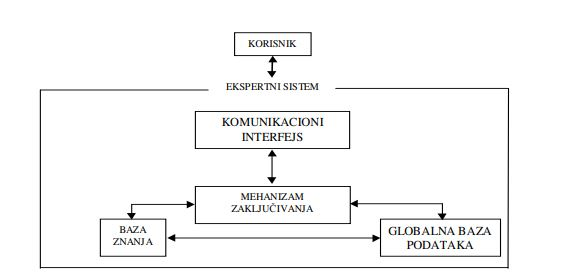 KORISNIK
EKSPERTNI SISTEM
KOMUNIKACIONI
INTERFEJS
MEHANIZAM
ZAKLJUČIVANJA
BAZA
ZNANJA
GLOBALNA BAZA
PODATAKA